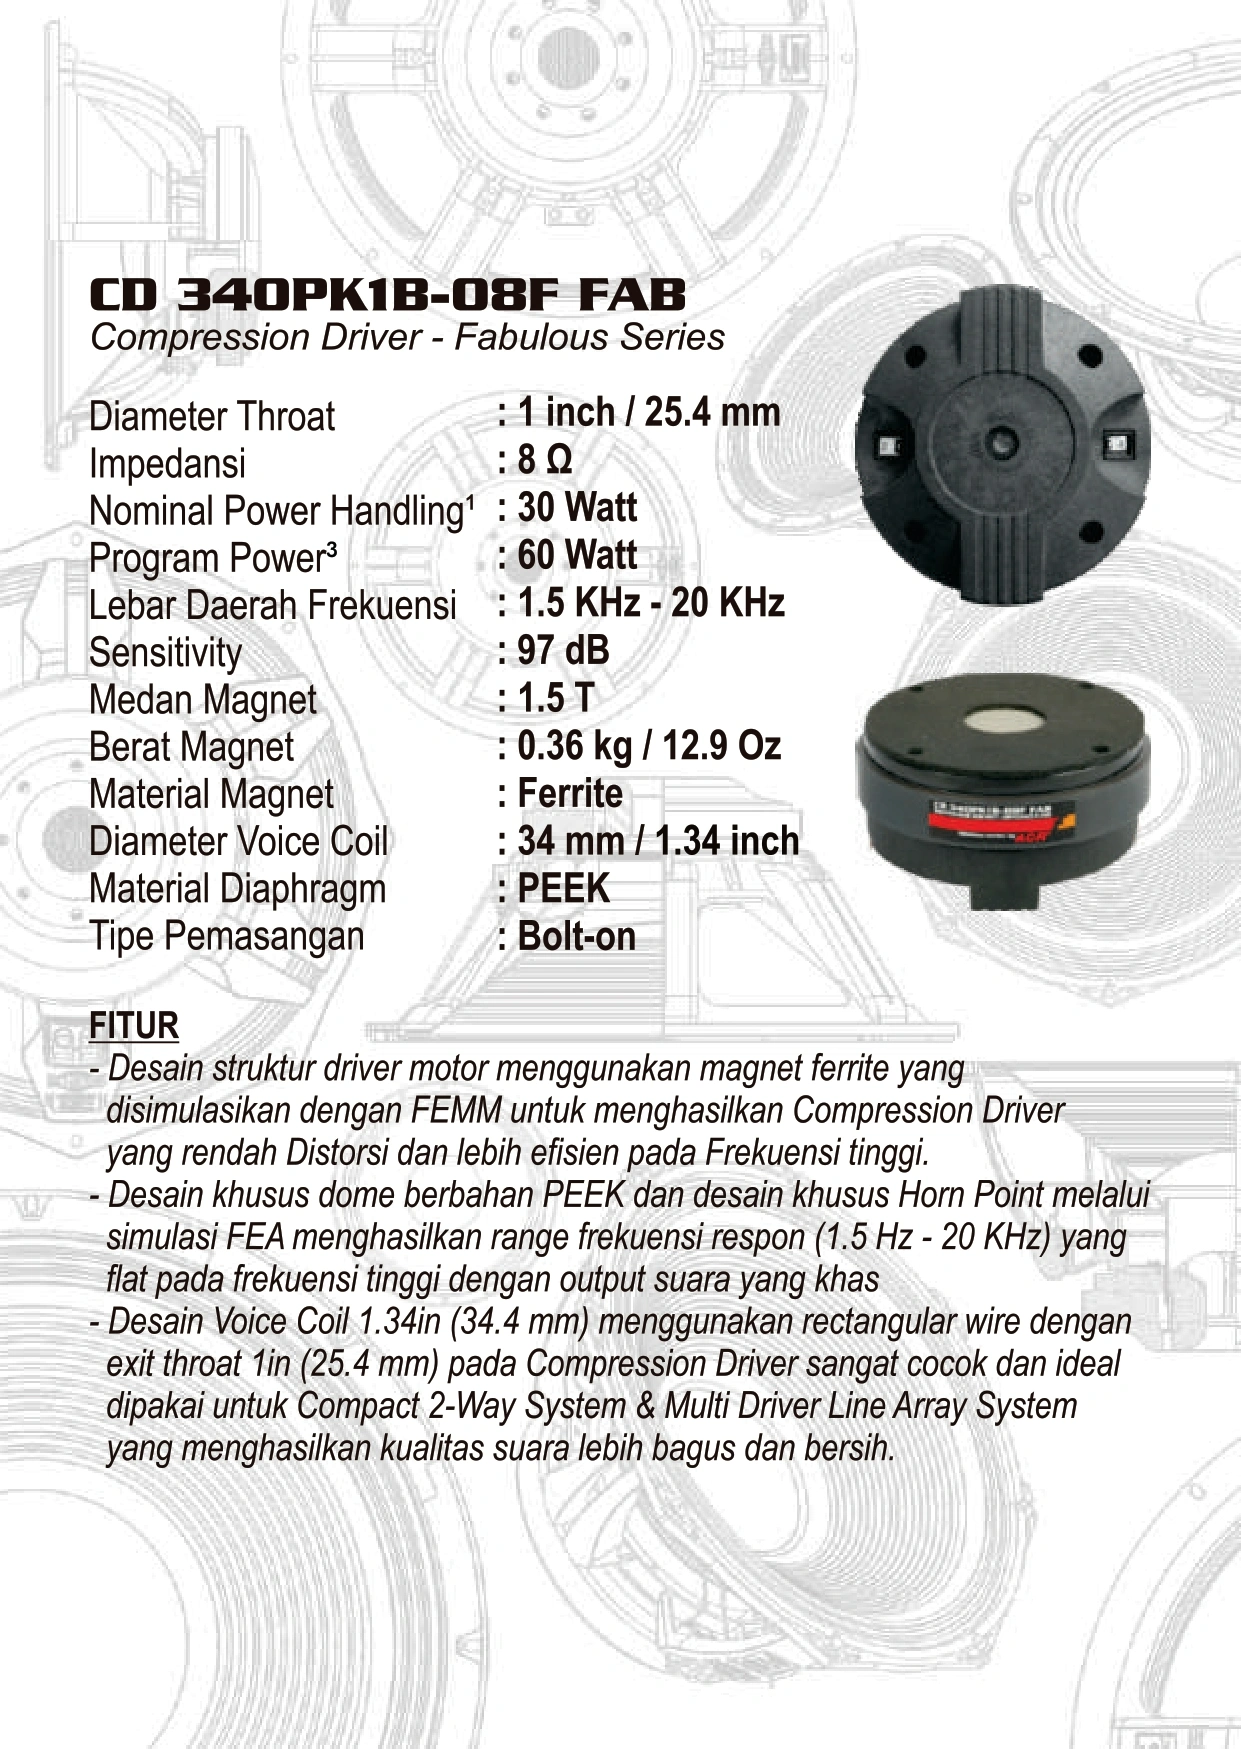 CD 340PK1B-08F FAB
Compression Driver - Fabulous Series
Diameter Throat : 1 inch / 25.4 mm
Impedansi : 8 Ω
Nominal Power Handling¹ : 30 Watt
Program Power³ : 60 Watt
Lebar Daerah Frekuensi : 1.5 KHz - 20 KHz
Sensitivity : 97 dB
Medan Magnet : 1.5 T
Berat Magnet : 0.36 kg / 12.9 Oz
Material Magnet : Ferrite
Diameter Voice Coil : 34 mm / 1.34 inch
Material Diaphragm : PEEK
Tipe Pemasangan : Bolt-on
CD 340PK1B-08F FAB
ACR
FITUR
- Desain struktur driver motor menggunakan magnet ferrite yang
disimulasikan dengan FEMM untuk menghasilkan Compression Driver
yang rendah Distorsi dan lebih efisien pada Frekuensi tinggi.
- Desain khusus dome berbahan PEEK dan desain khusus Horn Point melalui
simulasi FEA menghasilkan range frekuensi respon (1.5 Hz - 20 KHz) yang
flat pada frekuensi tinggi dengan output suara yang khas
- Desain Voice Coil 1.34in (34.4 mm) menggunakan rectangular wire dengan
exit throat 1in (25.4 mm) pada Compression Driver sangat cocok dan ideal
dipakai untuk Compact 2-Way System & Multi Driver Line Array System
yang menghasilkan kualitas suara lebih bagus dan bersih.